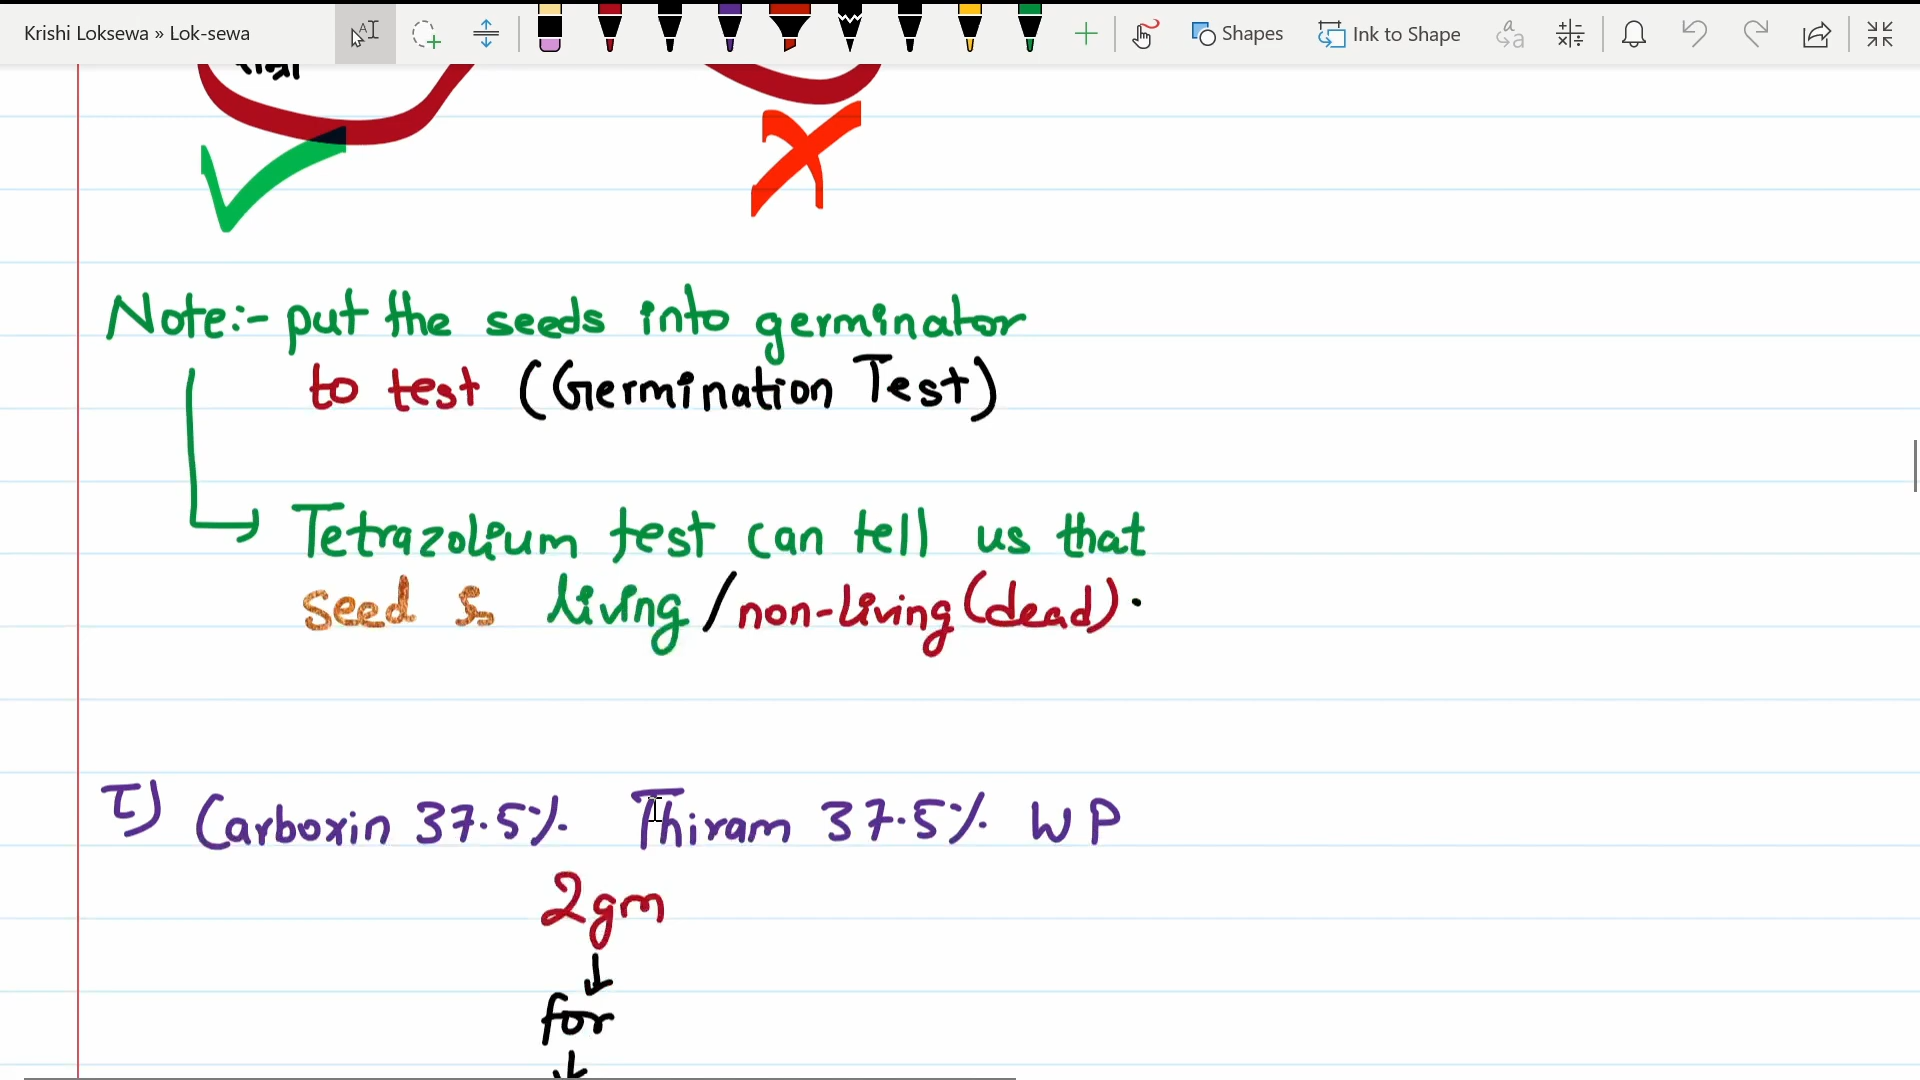 Krishi Loksewa » Lok-sewa
Shapes
Ink to Shape
Note:- put the seeds into germinator
to test (Germination Test)
Tetrazolium test can tell us that
seed is living/non-living (dead).
I) Carboxin 37.5% Thiram 37.5% WP
2gm
for